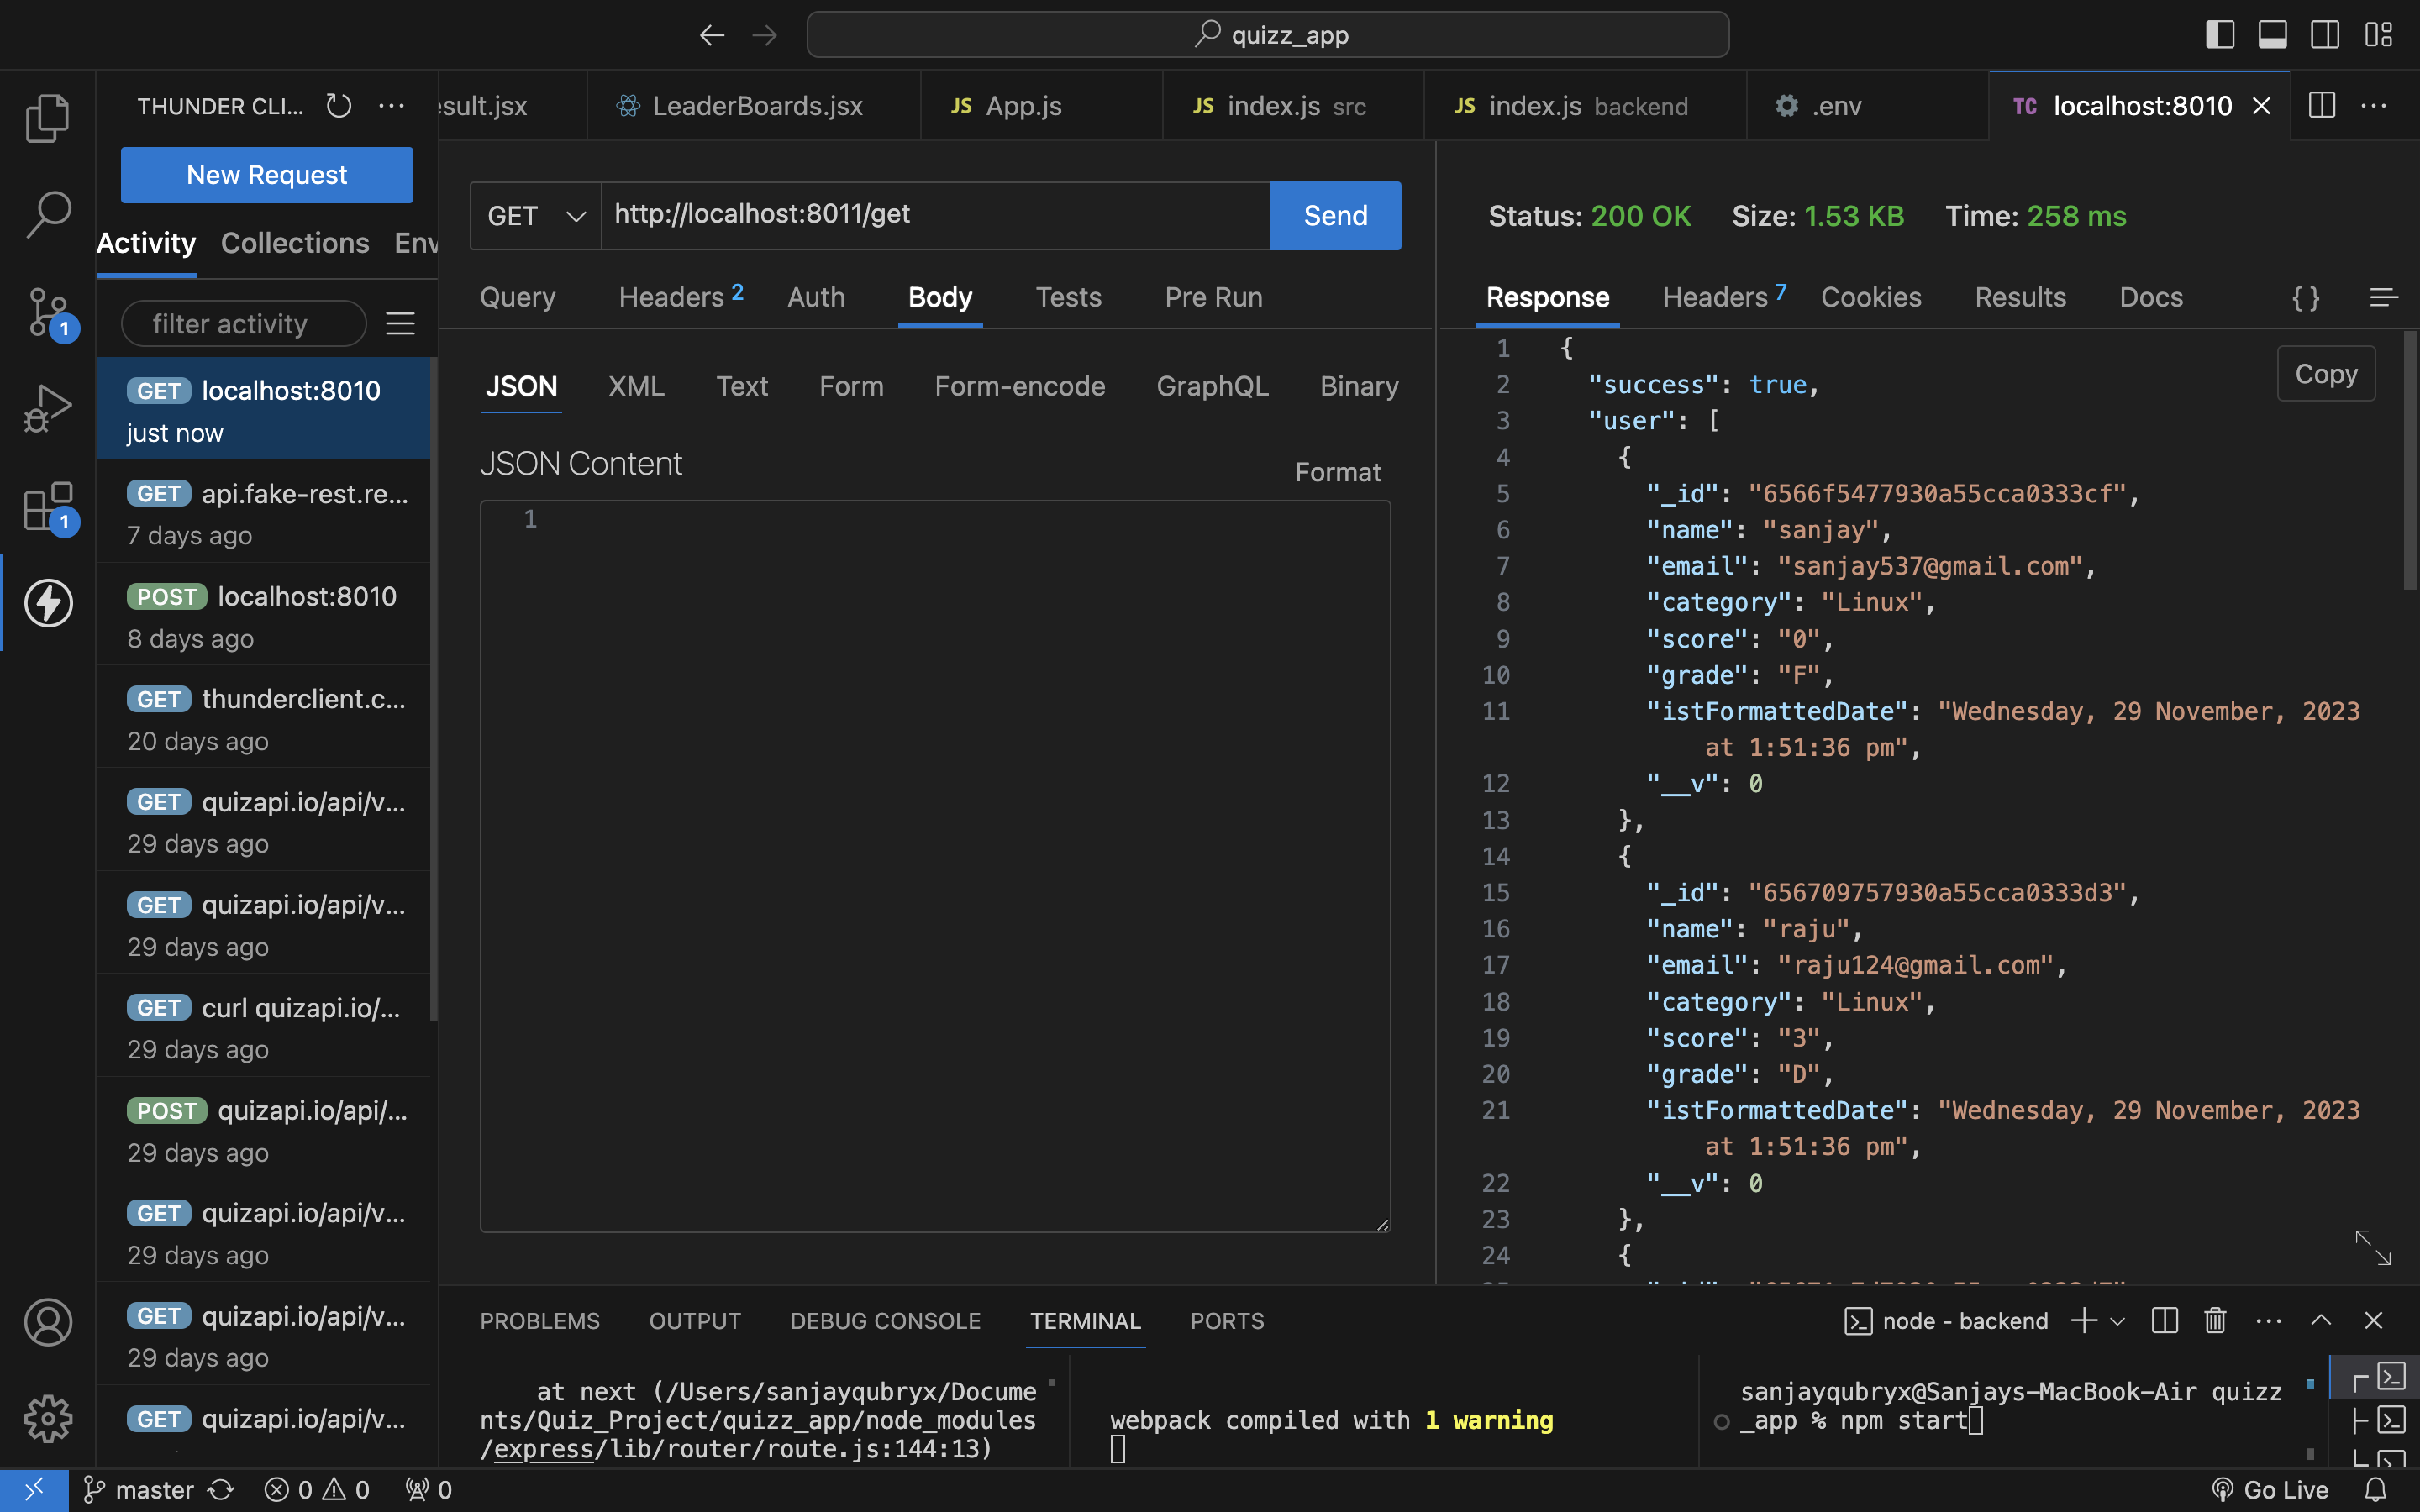 quizz_app
THUNDER CLI...
esult.jsx
LeaderBoards.jsx
JS App.js
JS index.js src
JS index.js backend
.env
TC localhost:8010
New Request
Activity Collections Env
filter activity
GET localhost:8010
just now
GET api.fake-rest.re...
7 days ago
POST localhost:8010
8 days ago
GET thunderclient.c...
20 days ago
GET quizapi.io/api/v...
29 days ago
GET quizapi.io/api/v...
29 days ago
GET curl quizapi.io/...
29 days ago
POST quizapi.io/api/...
29 days ago
GET quizapi.io/api/v...
29 days ago
GET quizapi.io/api/v...
29 days ago
GET quizapi.io/api/v...
1
1
GET http://localhost:8011/get Send
Query Headers 2 Auth Body Tests Pre Run
JSON XML Text Form Form-encode GraphQL Binary
JSON Content
Format
1
Status: 200 OK Size: 1.53 KB Time: 258 ms
Response Headers 7 Cookies Results Docs {}
Copy
1 {
2 "success": true,
3 "user": [
4 {
5 "_id": "6566f5477930a55cca0333cf",
6 "name": "sanjay",
7 "email": "sanjay537@gmail.com",
8 "category": "Linux",
9 "score": "0",
10 "grade": "F",
11 "istFormattedDate": "Wednesday, 29 November, 2023
at 1:51:36 pm",
12 "__v": 0
13 },
14 {
15 "_id": "656709757930a55cca0333d3",
16 "name": "raju",
17 "email": "raju124@gmail.com",
18 "category": "Linux",
19 "score": "3",
20 "grade": "D",
21 "istFormattedDate": "Wednesday, 29 November, 2023
at 1:51:36 pm",
22 "__v": 0
23 },
24 {
PROBLEMS OUTPUT DEBUG CONSOLE TERMINAL PORTS
node - backend
at next (/Users/sanjayqubryx/Docume
nts/Quiz_Project/quizz_app/node_modules
/express/lib/router/route.js:144:13)
webpack compiled with 1 warning
sanjayqubryx@Sanjays-MacBook-Air quizz
_app % npm start
master 0 0 0
Go Live